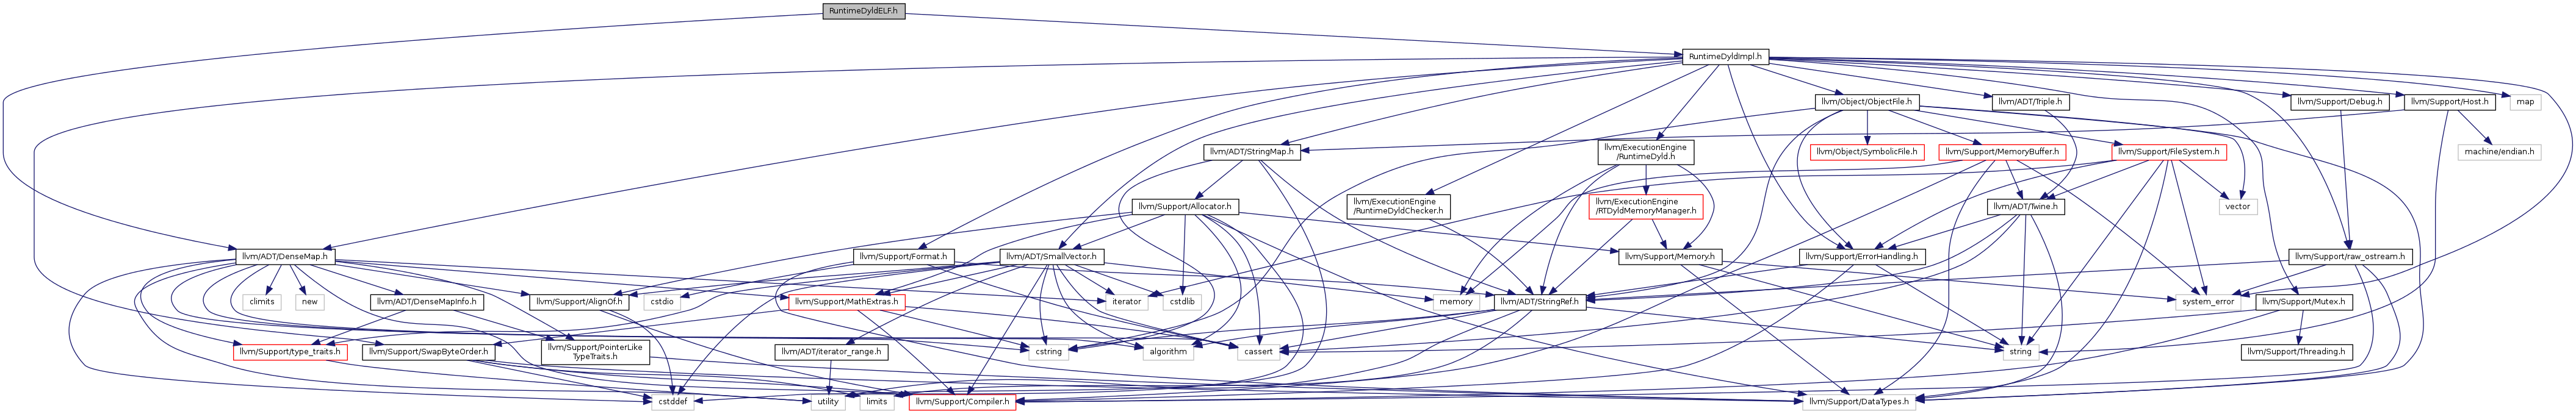 RuntimeDyldELF.h
RuntimeDyldImpl.h
llvm/Object/ObjectFile.h
llvm/ADT/Triple.h
llvm/Support/Debug.h
llvm/Support/Host.h
map
llvm/ADT/StringMap.h
llvm/ExecutionEngine
/RuntimeDyld.h
llvm/Object/SymbolicFile.h
llvm/Support/MemoryBuffer.h
llvm/Support/FileSystem.h
machine/endian.h
llvm/Support/Allocator.h
llvm/ExecutionEngine
/RuntimeDyldChecker.h
llvm/ExecutionEngine
/RTDyldMemoryManager.h
llvm/ADT/Twine.h
vector
llvm/ADT/DenseMap.h
llvm/Support/Format.h
llvm/ADT/SmallVector.h
llvm/Support/Memory.h
llvm/Support/ErrorHandling.h
llvm/Support/raw_ostream.h
climits
new
llvm/ADT/DenseMapInfo.h
llvm/Support/AlignOf.h
cstdio
llvm/Support/MathExtras.h
iterator
cstdlib
memory
llvm/ADT/StringRef.h
system_error
llvm/Support/Mutex.h
llvm/Support/type_traits.h
llvm/Support/SwapByteOrder.h
llvm/Support/PointerLike
TypeTraits.h
llvm/ADT/iterator_range.h
cstring
algorithm
cassert
string
llvm/Support/Threading.h
cstddef
utility
limits
llvm/Support/Compiler.h
llvm/Support/DataTypes.h